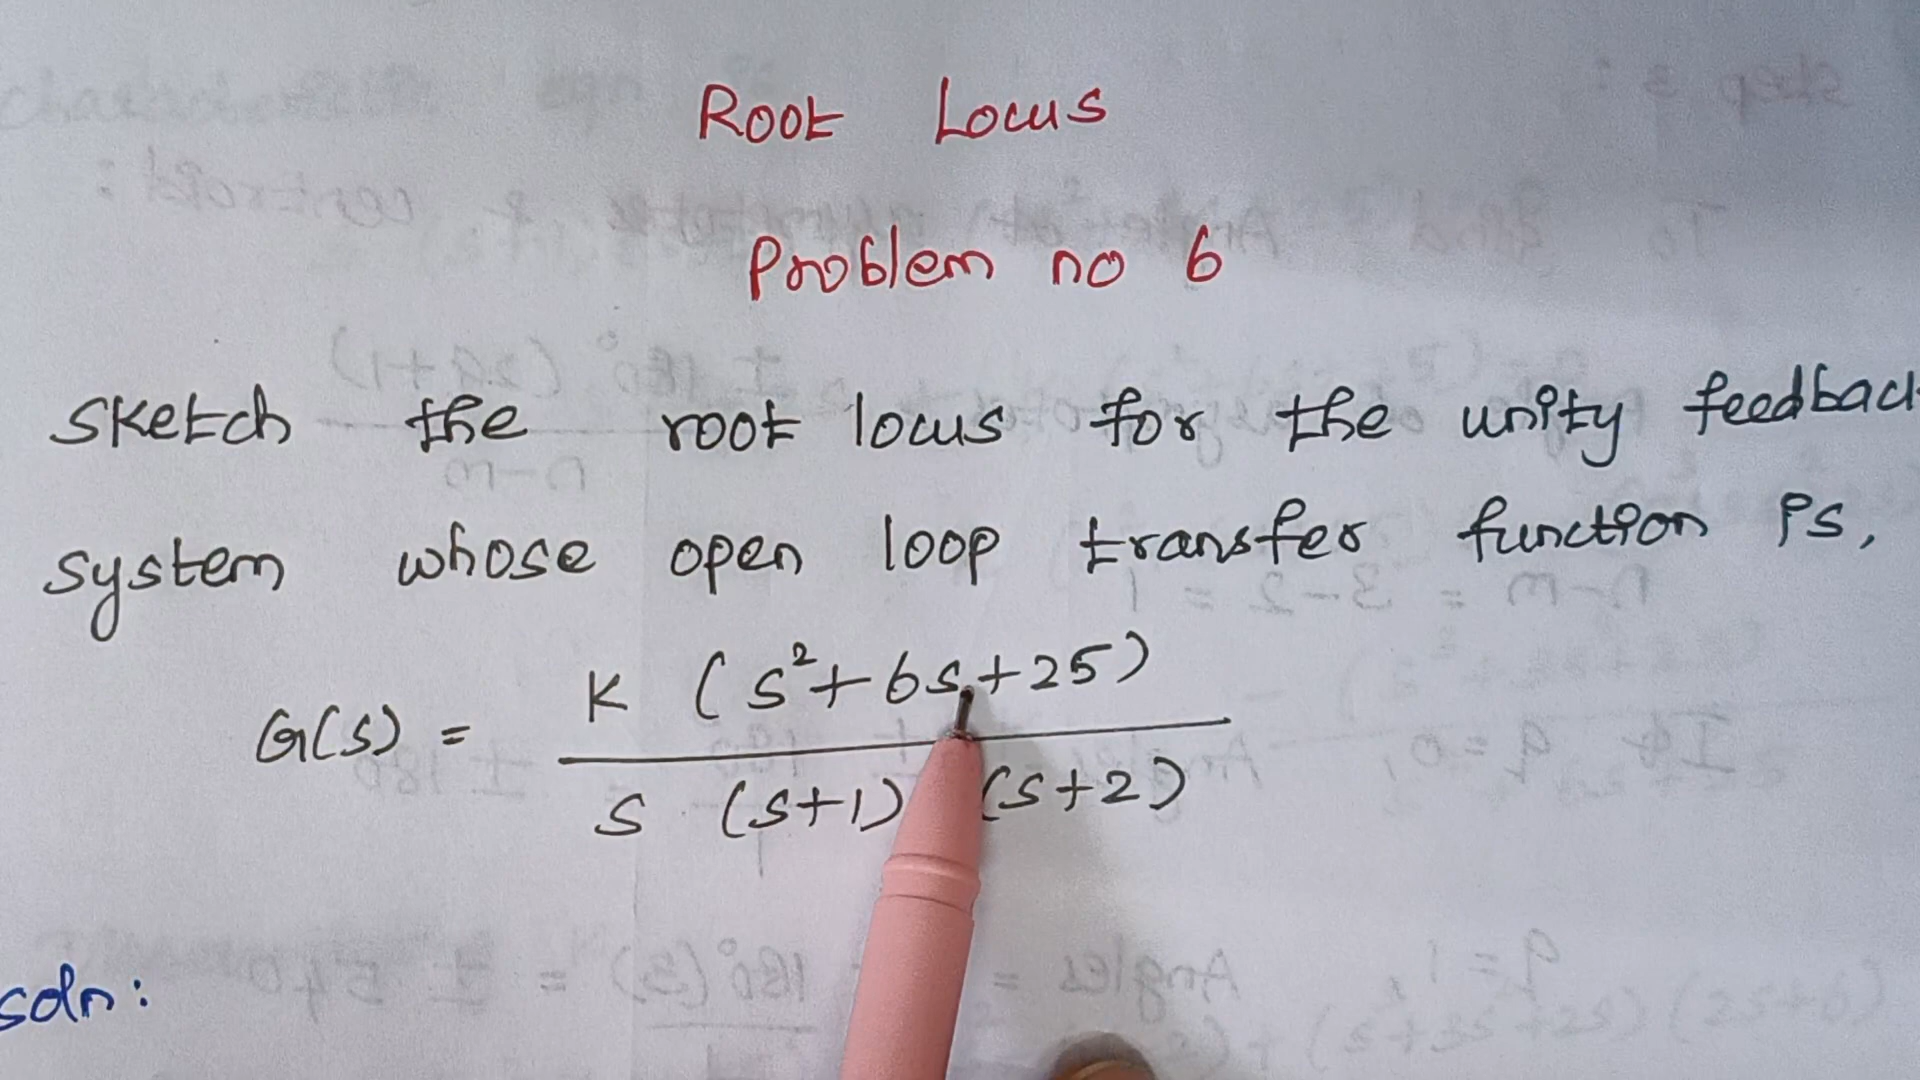 Root Locus
Problem no 6
Sketch the root locus for the unity feedback
system whose open loop transfer function is,
G(s) = K (s²+6s+25)
s (s+1) (s+2)
soln: